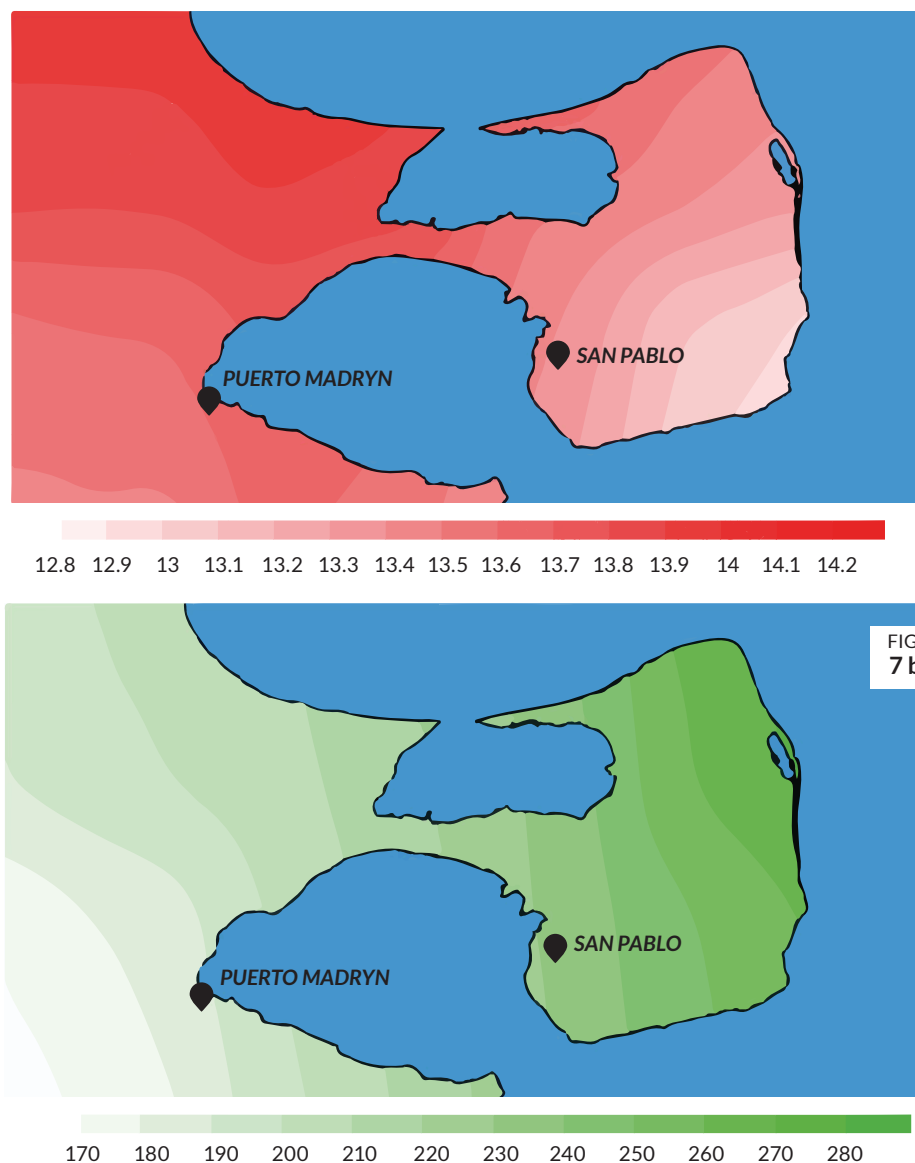 PUERTO MADRYN
SAN PABLO
12.8 12.9 13 13.1 13.2 13.3 13.4 13.5 13.6 13.7 13.8 13.9 14 14.1 14.2
FIG
7 b
SAN PABLO
PUERTO MADRYN
170 180 190 200 210 220 230 240 250 260 270 280